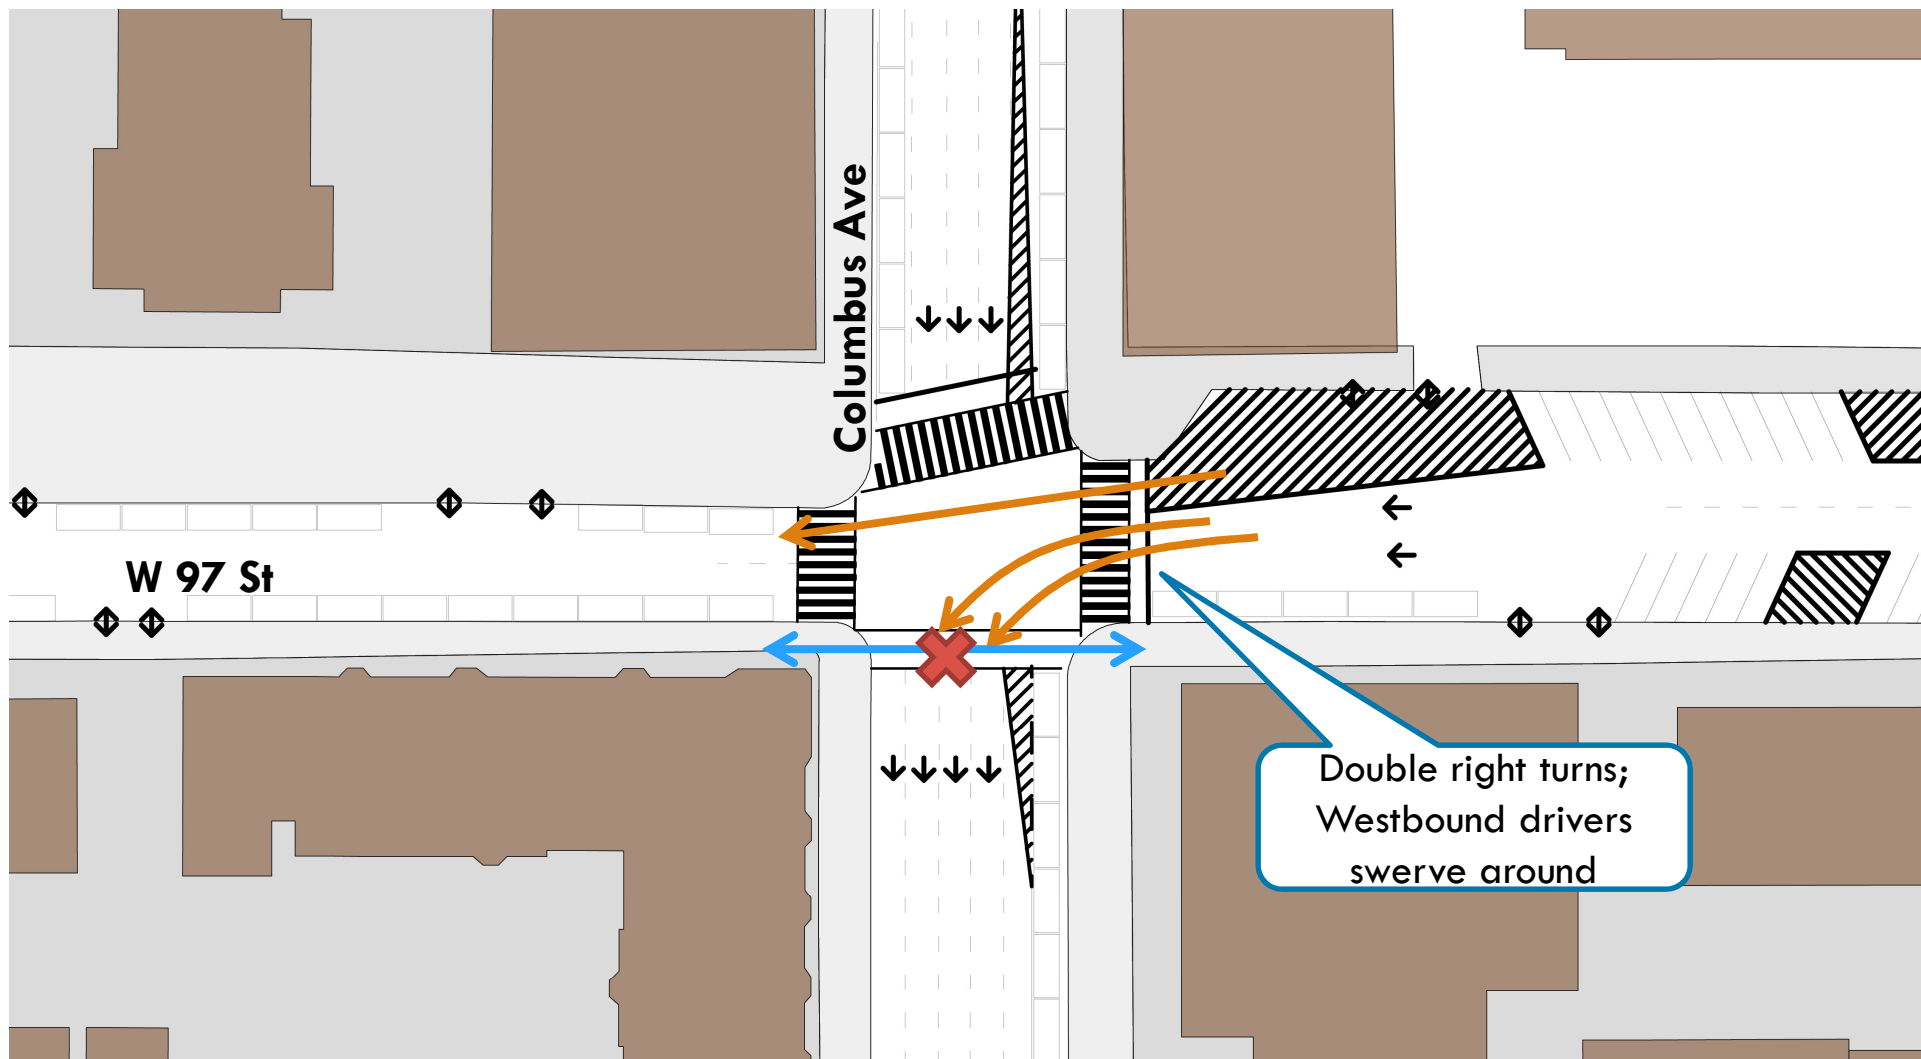 Columbus Ave
W 97 St
Double right turns;
Westbound drivers
swerve around